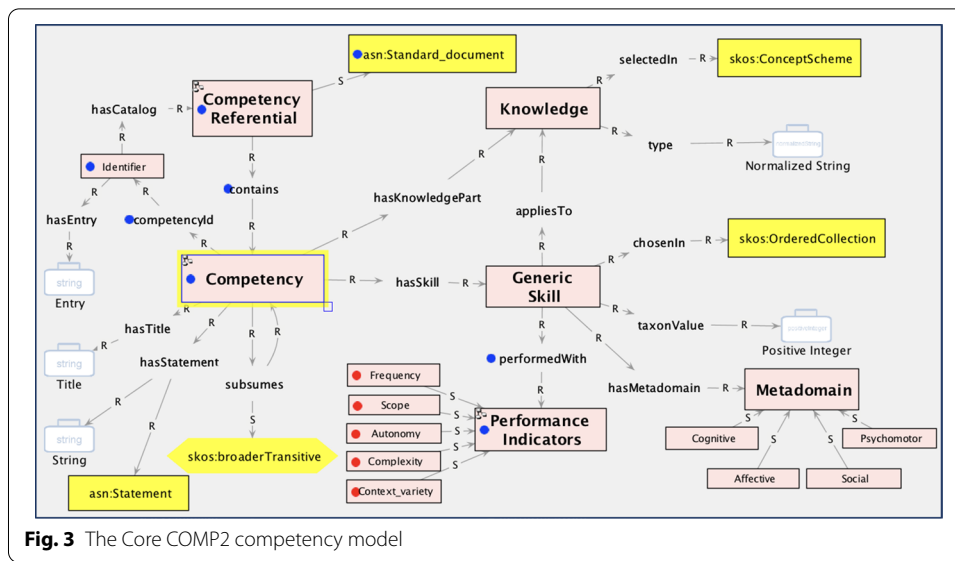 asn:Standard_document
S
selectedIn
R
skos:ConceptScheme
R
Competency
Referential
hasCatalog
R
Knowledge
R
R
R
type
R
normalizedString
Normalized String
R
Identifier
R
contains
R
R
hasKnowledgePart
R
appliesTo
R
R
hasEntry
competencyId
R
R
R
chosenIn
R
skos:OrderedCollection
R
string
Entry
Competency
R
hasSkill
R
Generic
Skill
R
taxonValue
R
positiveInteger
Positive Integer
R
hasTitle
R
R
R
R
R
R
string
Title
hasStatement
subsumes
performedWith
R
hasMetadomain
R
Metadomain
Frequency
S
Scope
S
Autonomy
S
Complexity
S
Context_variety
S
R
Performance
Indicators
R
S
R
string
String
skos:broaderTransitive
asn:Statement
S
S
S
S
Cognitive
Psychomotor
Affective
Social
Fig. 3 The Core COMP2 competency model